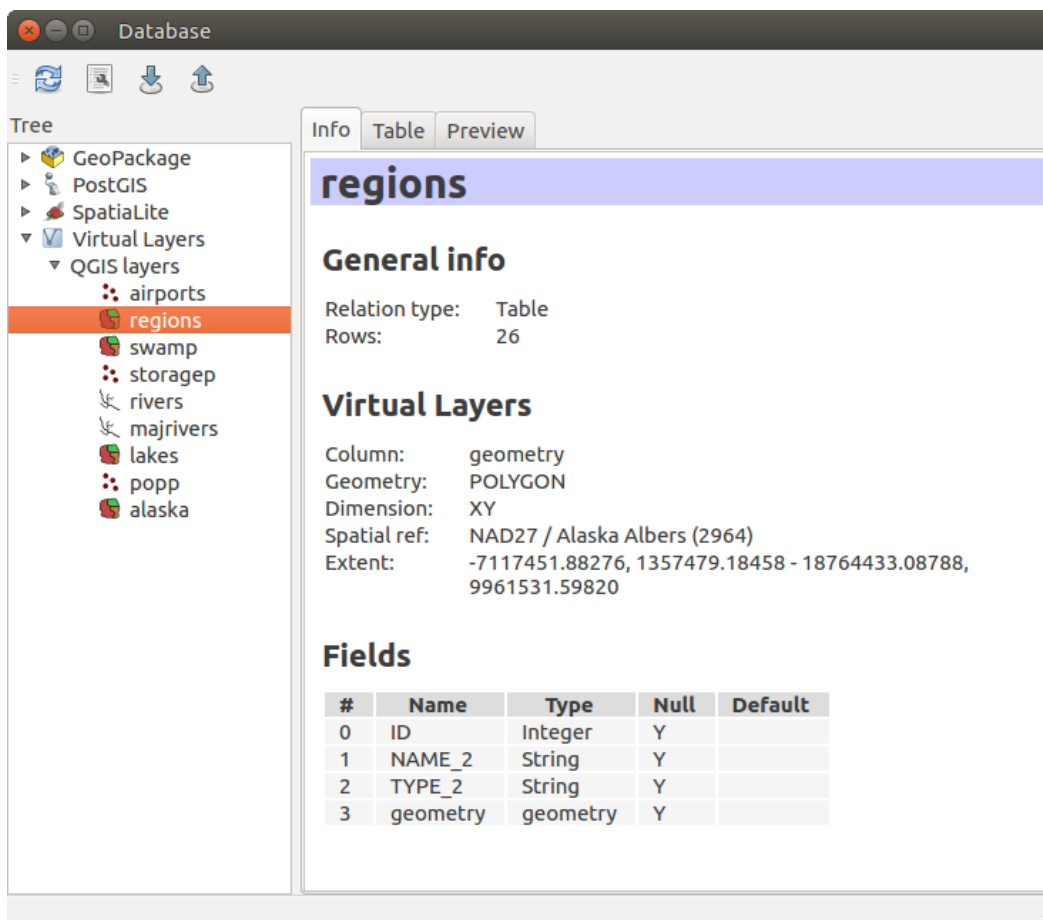 Database
Tree
GeoPackage
PostGIS
SpatiaLite
Virtual Layers
QGIS layers
airports
regions
swamp
storagep
rivers
majrivers
lakes
popp
alaska
Info Table Preview
regions
General info
Relation type: Table
Rows: 26
Virtual Layers
Column: geometry
Geometry: POLYGON
Dimension: XY
Spatial ref: NAD27 / Alaska Albers (2964)
Extent: -7117451.88276, 1357479.18458 - 18764433.08788,
9961531.59820
Fields
# Name Type Null Default
0 ID Integer Y
1 NAME_2 String Y
2 TYPE_2 String Y
3 geometry geometry Y